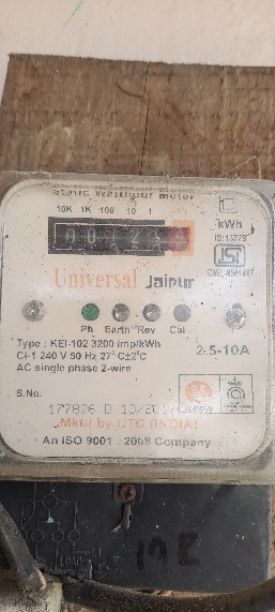 Static Watthour Meter
10K 1K 100 10 1
kWh
IS:13779
Universal Jaipur
Ph Earth Rev Cal
Type : KEI-102 3200 imp/kWh
Cl-1 240 V 50 Hz 27°C±2°C
AC single phase 2-wire
2.5-10A
S.No.
177806 D
Mktd by UTC (INDIA)
An ISO 9001 : 2008 Company